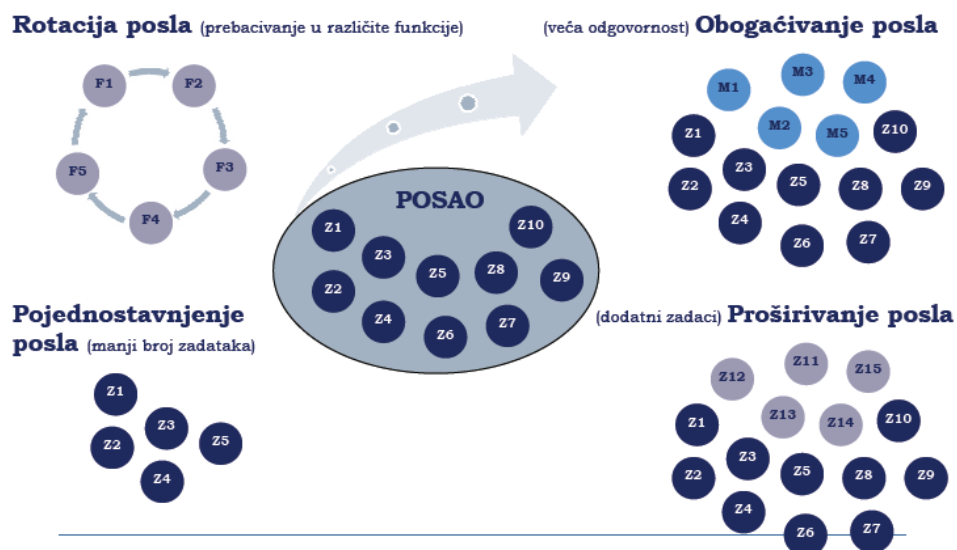 Rotacija posla (prebacivanje u različite funkcije)
F1
F2
F3
F4
F5
(veća odgovornost) Obogaćivanje posla
M1
M3
M4
M2
M5
Z1
Z10
Z3
Z2
Z5
Z8
Z9
Z4
Z6
Z7
POSAO
Z1
Z10
Z3
Z5
Z8
Z9
Z2
Z4
Z6
Z7
Pojednostavnjenje
posla (manji broj zadataka)
Z1
Z3
Z2
Z5
Z4
(dodatni zadaci) Proširivanje posla
Z12
Z11
Z15
Z13
Z14
Z1
Z10
Z3
Z2
Z5
Z8
Z9
Z4
Z6
Z7